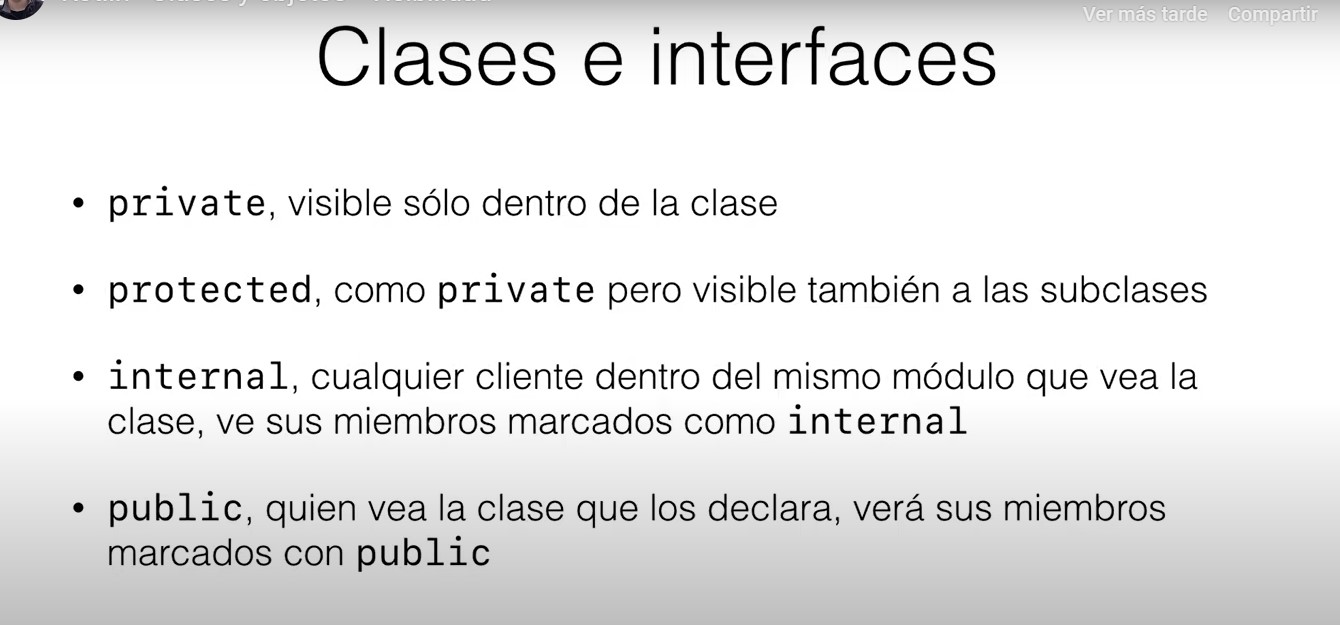 Ver más tarde Compartir
Clases e interfaces
• private, visible sólo dentro de la clase
• protected, como private pero visible también a las subclases
• internal, cualquier cliente dentro del mismo módulo que vea la
clase, ve sus miembros marcados como internal
• public, quien vea la clase que los declara, verá sus miembros
marcados con public